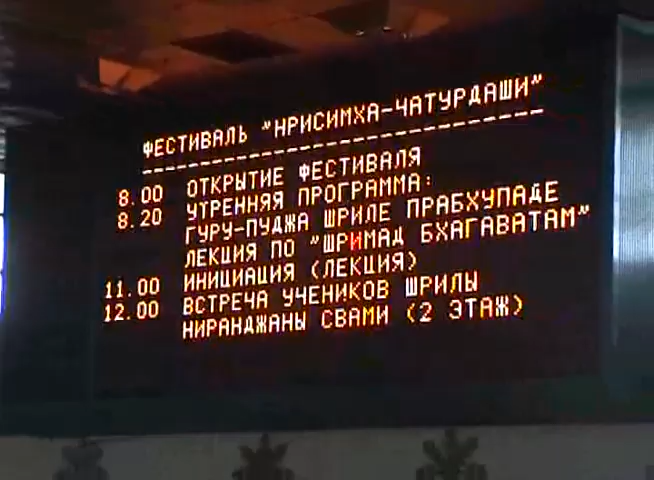 ФЕСТИВАЛЬ "НРИСИМХА-ЧАТУРДАШИ"
------------------------------
8.00 ОТКРЫТИЕ ФЕСТИВАЛЯ
8.20 УТРЕННЯЯ ПРОГРАММА:
ГУРУ-ПУДЖА ШРИЛЕ ПРАБХУПАДЕ
ЛЕКЦИЯ ПО "ШРИМАД БХАГАВАТАМ"
11.00 ИНИЦИАЦИЯ (ЛЕКЦИЯ)
12.00 ВСТРЕЧА УЧЕНИКОВ ШРИЛЫ
НИРАНДЖАНЫ СВАМИ (2 ЭТАЖ)